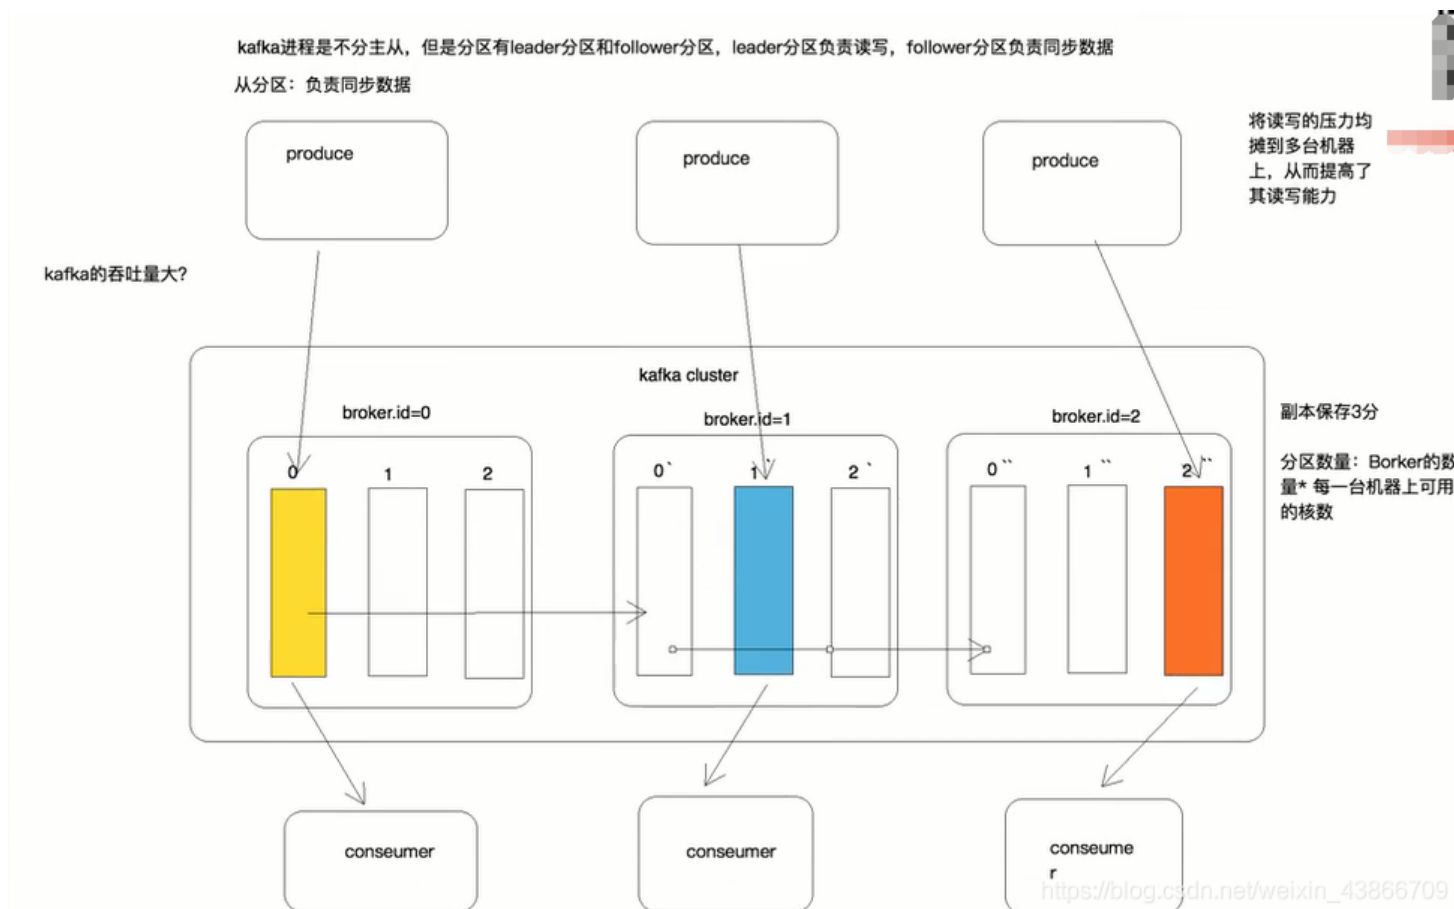 kafka进程是不分主从，但是分区有leader分区和follower分区，leader分区负责读写，follower分区负责同步数据
从分区：负责同步数据
produce
produce
produce
将读写的压力均
摊到多台机器
上，从而提高了
其读写能力
kafka的吞吐量大?
kafka cluster
broker.id=0
broker.id=1
broker.id=2
副本保存3分
分区数量：Borker的数
量* 每一台机器上可用
的核数
0
1
2
0`
1`
2`
0``
1``
2``
conseumer
conseumer
conseume
r
https://blog.csdn.net/weixin_43866709